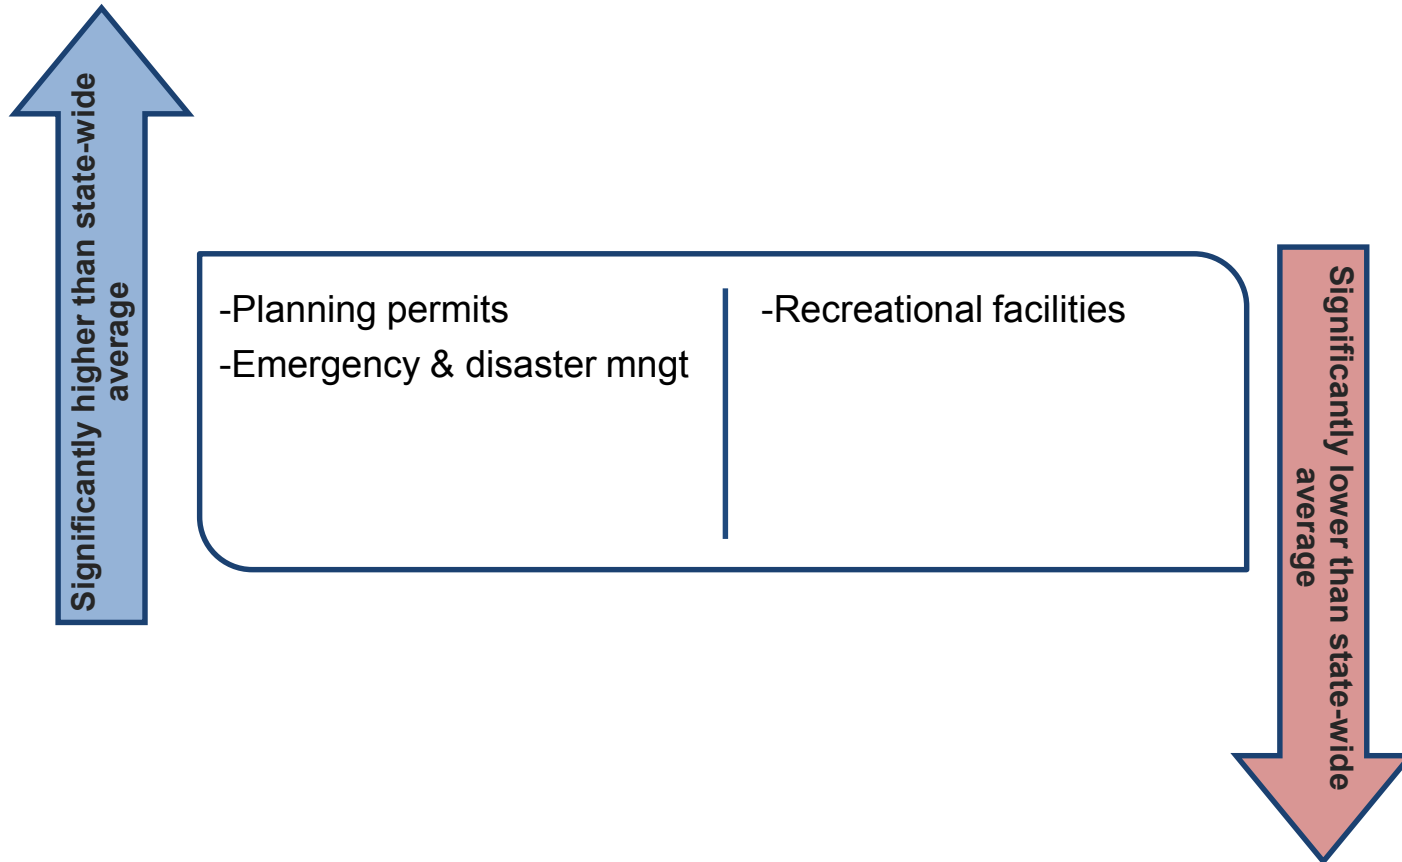 Significantly higher than state-wide
average
-Planning permits
-Emergency & disaster mngt
-Recreational facilities
Significantly lower than state-wide
average